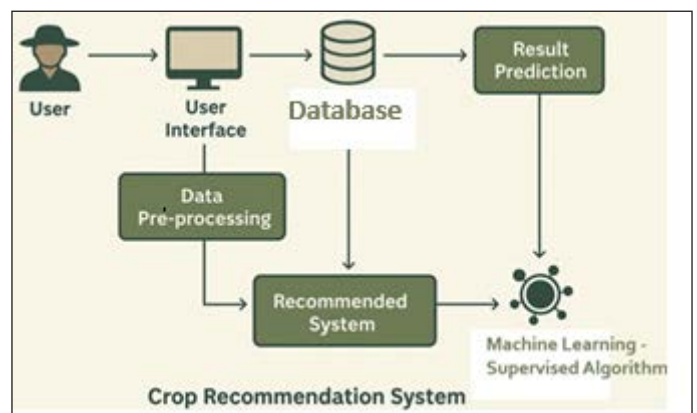 Result
Prediction
User
User
Interface
Database
Data
Pre-processing
Recommended
System
Machine Learning -
Supervised Algorithm
Crop Recommendation System